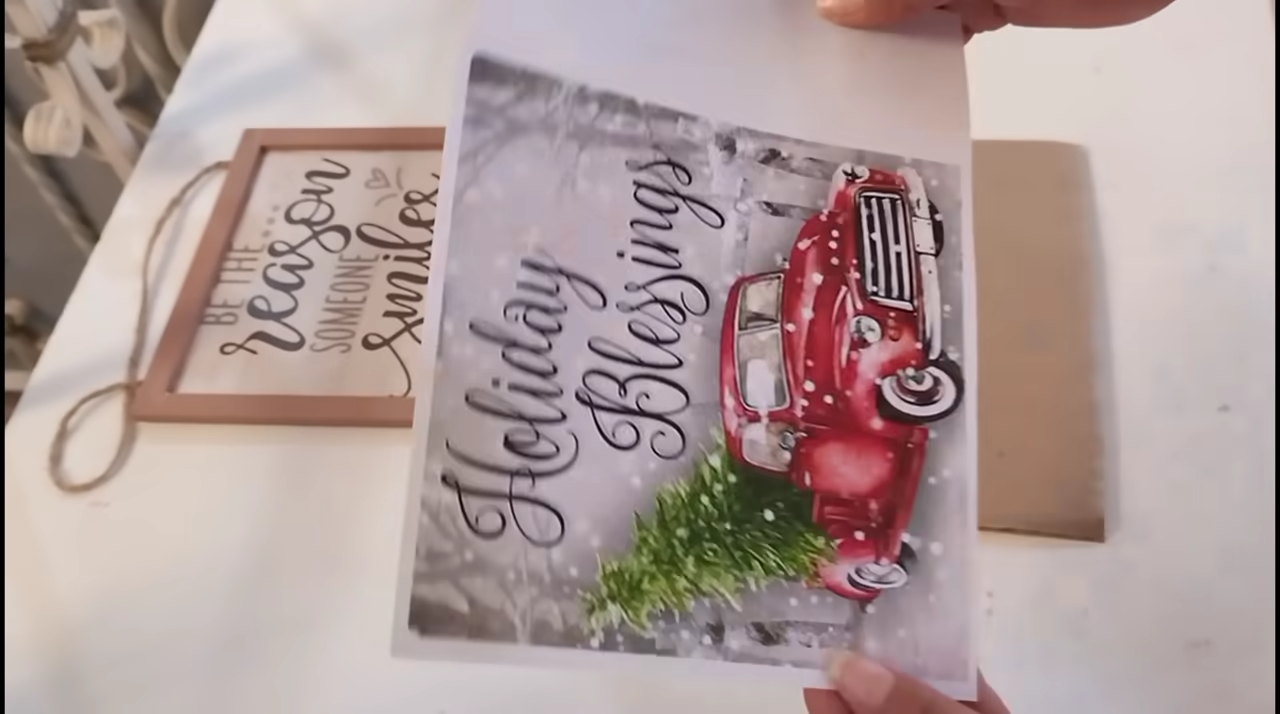 BE THE....
reason
SOMEONE
smiles
Holiday
Blessings